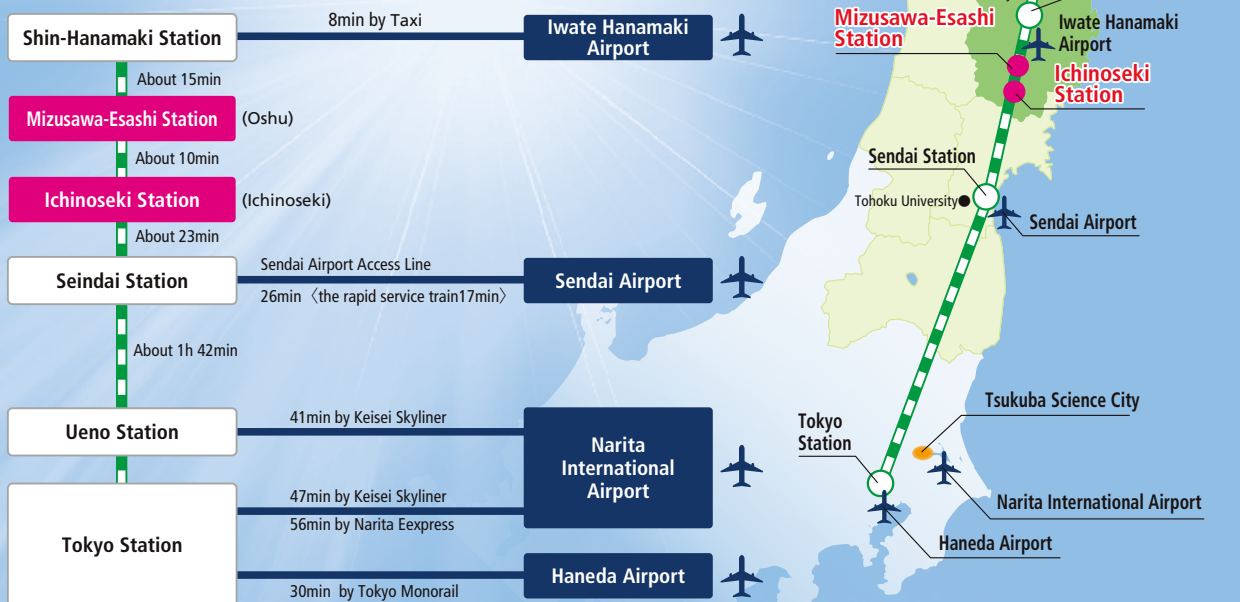 8min by Taxi
Shin-Hanamaki Station
Iwate Hanamaki
Airport
About 15min
Mizusawa-Esashi Station
(Oshu)
About 10min
Ichinoseki Station
(Ichinoseki)
About 23min
Seindai Station
Sendai Airport Access Line
26min 〈the rapid service train17min〉
Sendai Airport
About 1h 42min
Ueno Station
41min by Keisei Skyliner
Narita
International
Airport
47min by Keisei Skyliner
56min by Narita Eexpress
Tokyo Station
Haneda Airport
30min by Tokyo Monorail
Mizusawa-Esashi
Station
Iwate Hanamaki
Airport
Ichinoseki
Station
Sendai Station
Tohoku University
Sendai Airport
Tsukuba Science City
Tokyo
Station
Narita International Airport
Haneda Airport